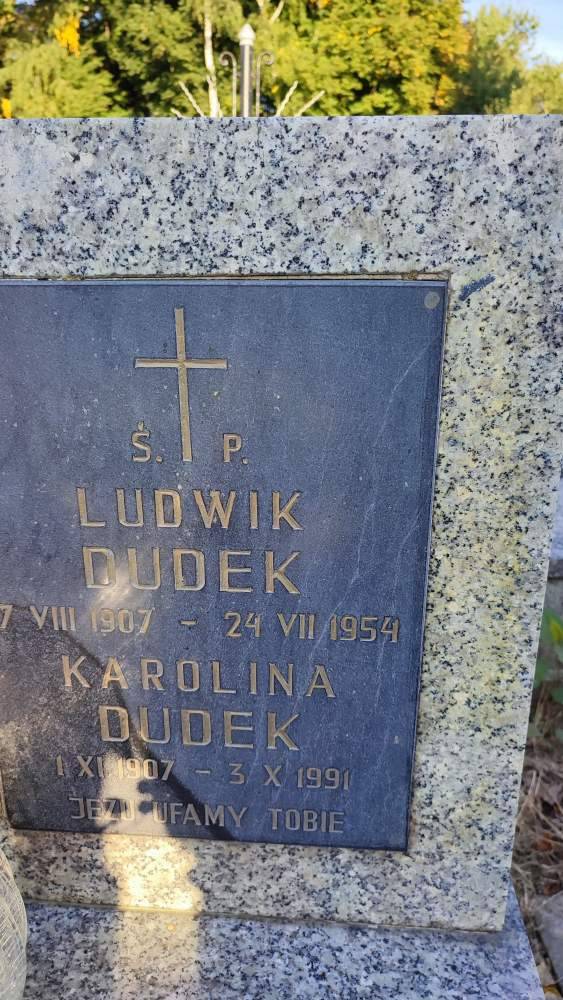 Ś. P.
LUDWIK
DUDEK
7 VIII 1907 - 24 VII 1954
KAROLINA
DUDEK
1 XI 1907 - 3 X 1991
JEZU UFAMY TOBIE